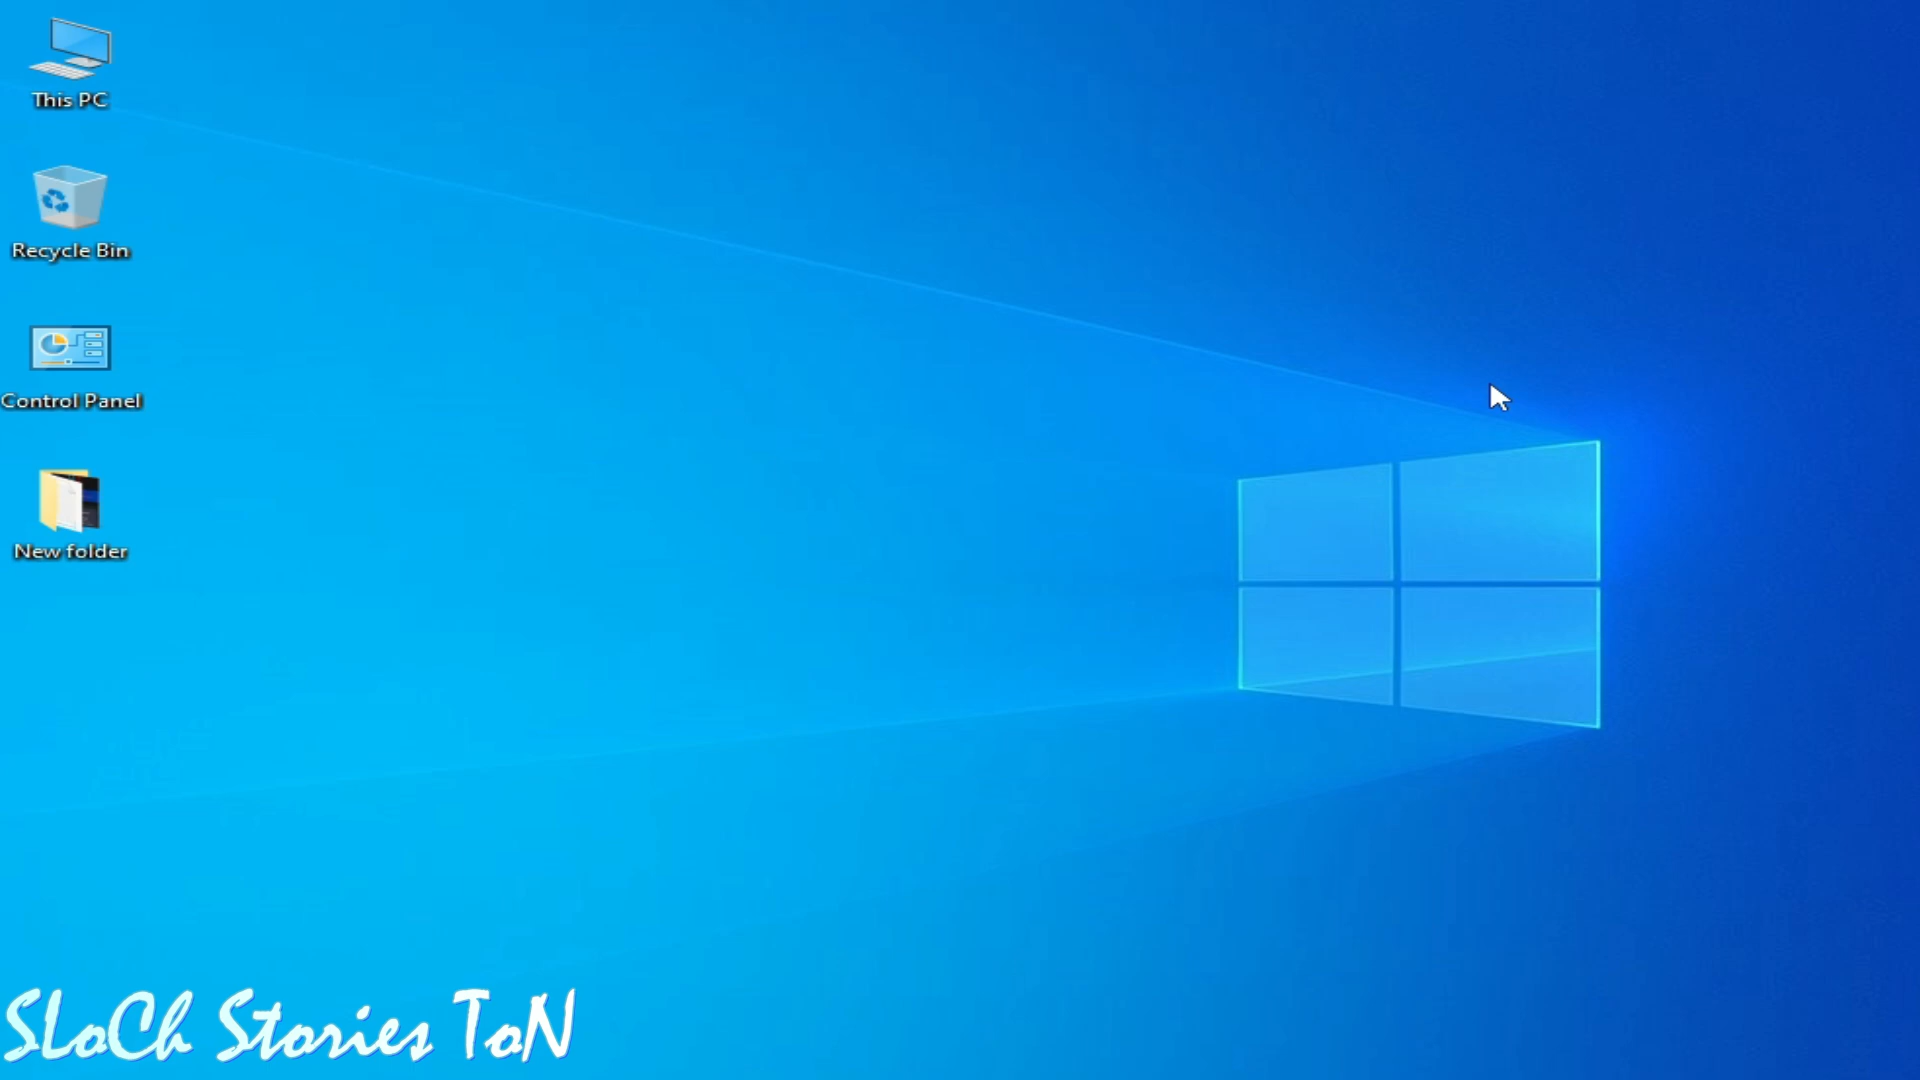 This PC
Recycle Bin
Control Panel
New folder
SLoCh Stories ToN